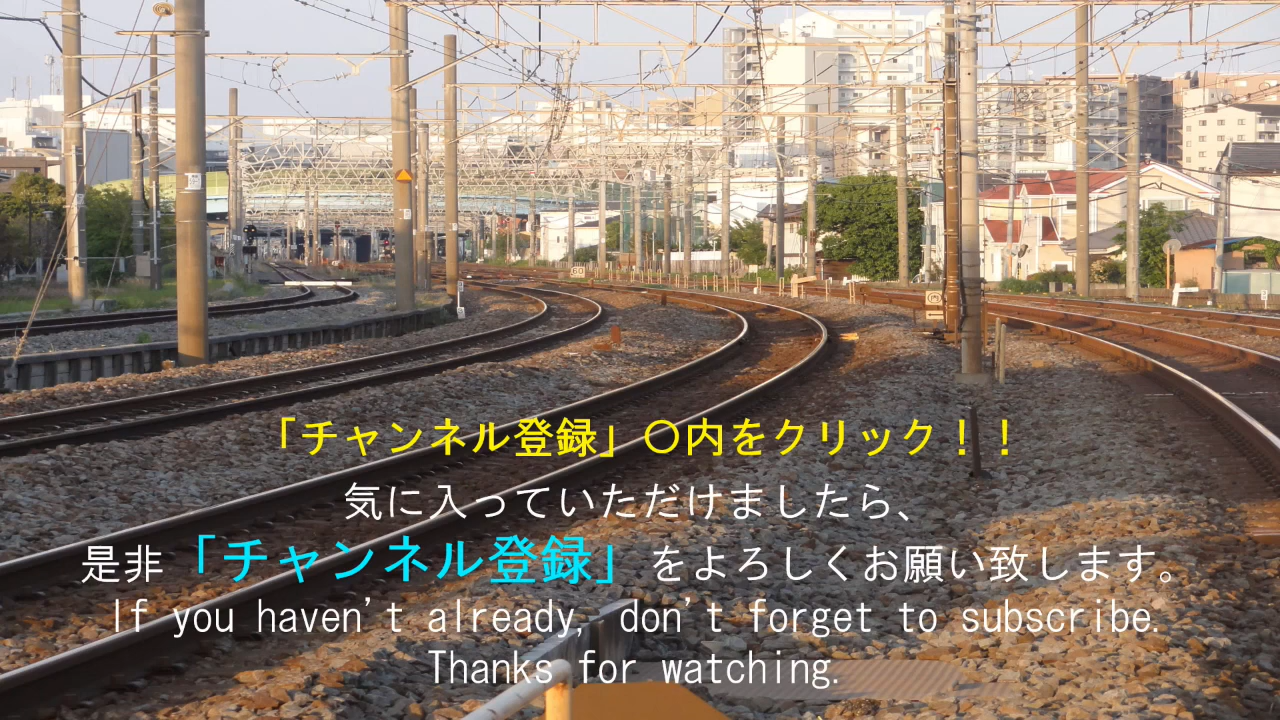 「チャンネル登録」〇内をクリック！！
気に入っていただけましたら、
是非「チャンネル登録」をよろしくお願い致します。
If you haven't already, don't forget to subscribe.
Thanks for watching.